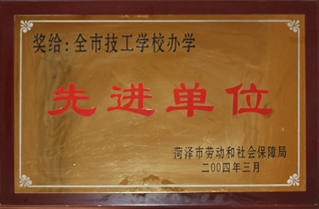 奖给:全市技工学校办学
先进单位
菏泽市劳动和社会保障局
二00四年三月